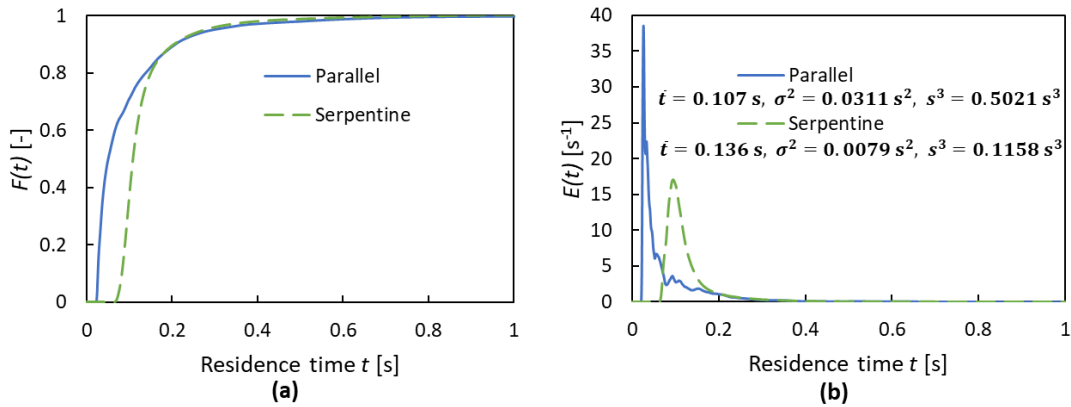 1
0.8
0.6
0.4
0.2
0
F(t) [-]
Parallel
Serpentine
0 0.2 0.4 0.6 0.8 1
Residence time t [s]
(a)
40
35
30
25
20
15
10
5
0
E(t) [s⁻¹]
Parallel
ṫ = 0.107 s, σ² = 0.0311 s², s³ = 0.5021 s³
Serpentine
ṫ = 0.136 s, σ² = 0.0079 s², s³ = 0.1158 s³
0 0.2 0.4 0.6 0.8 1
Residence time t [s]
(b)